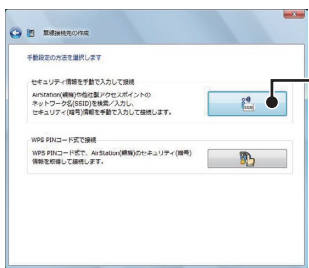 無線接続先の作成
手動設定の方法を選択します
セキュリティ情報を手動で入力して接続
AirStation(親機)や他社製アクセスポイントの
ネットワーク名(SSID)を検索/入力し、
セキュリティ(暗号)情報を手動で入力して接続します。
SSID
WPS PINコード式で接続
WPS PINコード式で、AirStation(親機)のセキュリティ(暗号)
情報を取得して接続します。